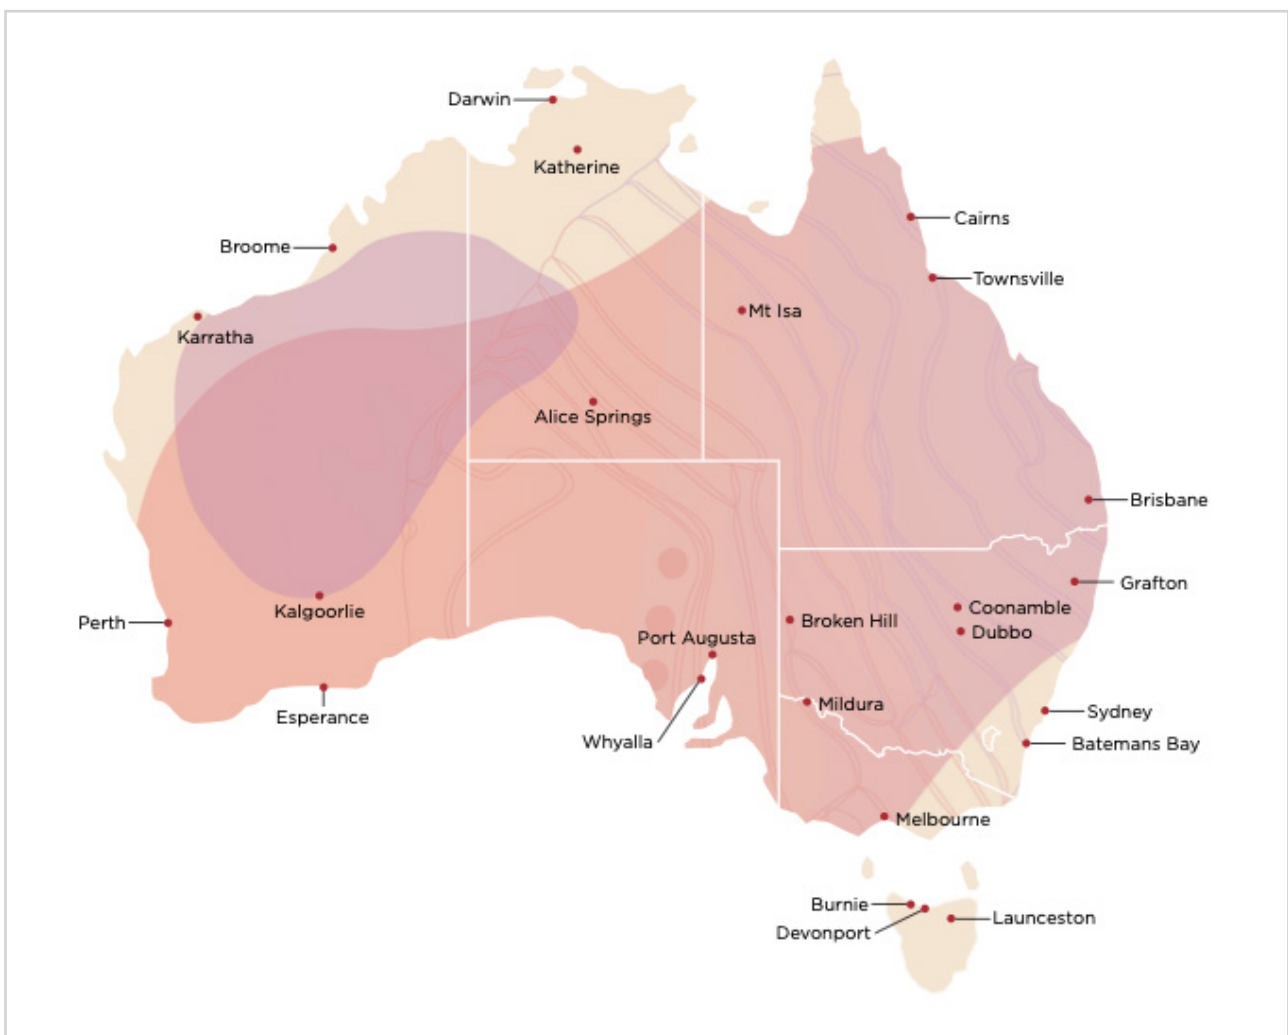 Darwin
Katherine
Cairns
Broome
Townsville
Mt Isa
Karratha
Alice Springs
Brisbane
Grafton
Kalgoorlie
Coonamble
Perth
Broken Hill
Dubbo
Port Augusta
Mildura
Esperance
Sydney
Whyalla
Batemans Bay
Melbourne
Burnie
Launceston
Devonport